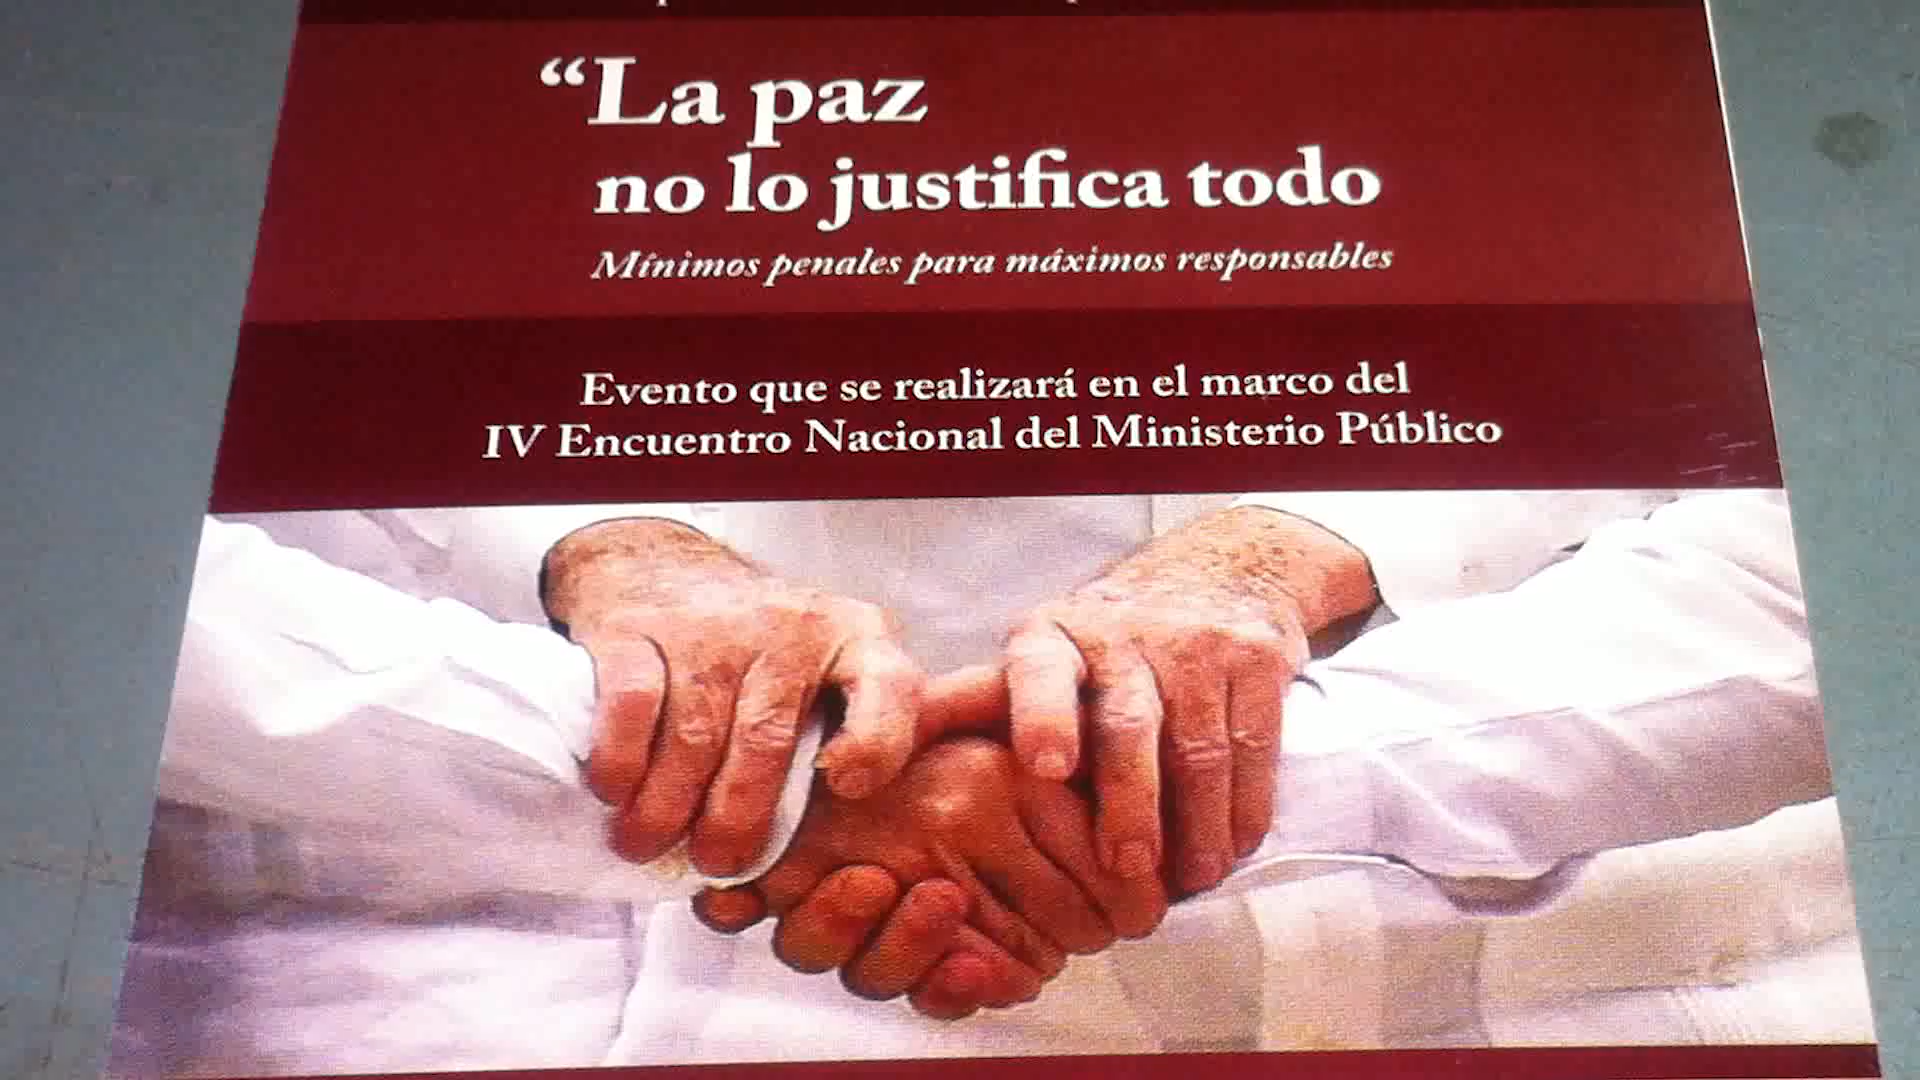 “La paz
no lo justifica todo
Mínimos penales para máximos responsables
Evento que se realizará en el marco del
IV Encuentro Nacional del Ministerio Público